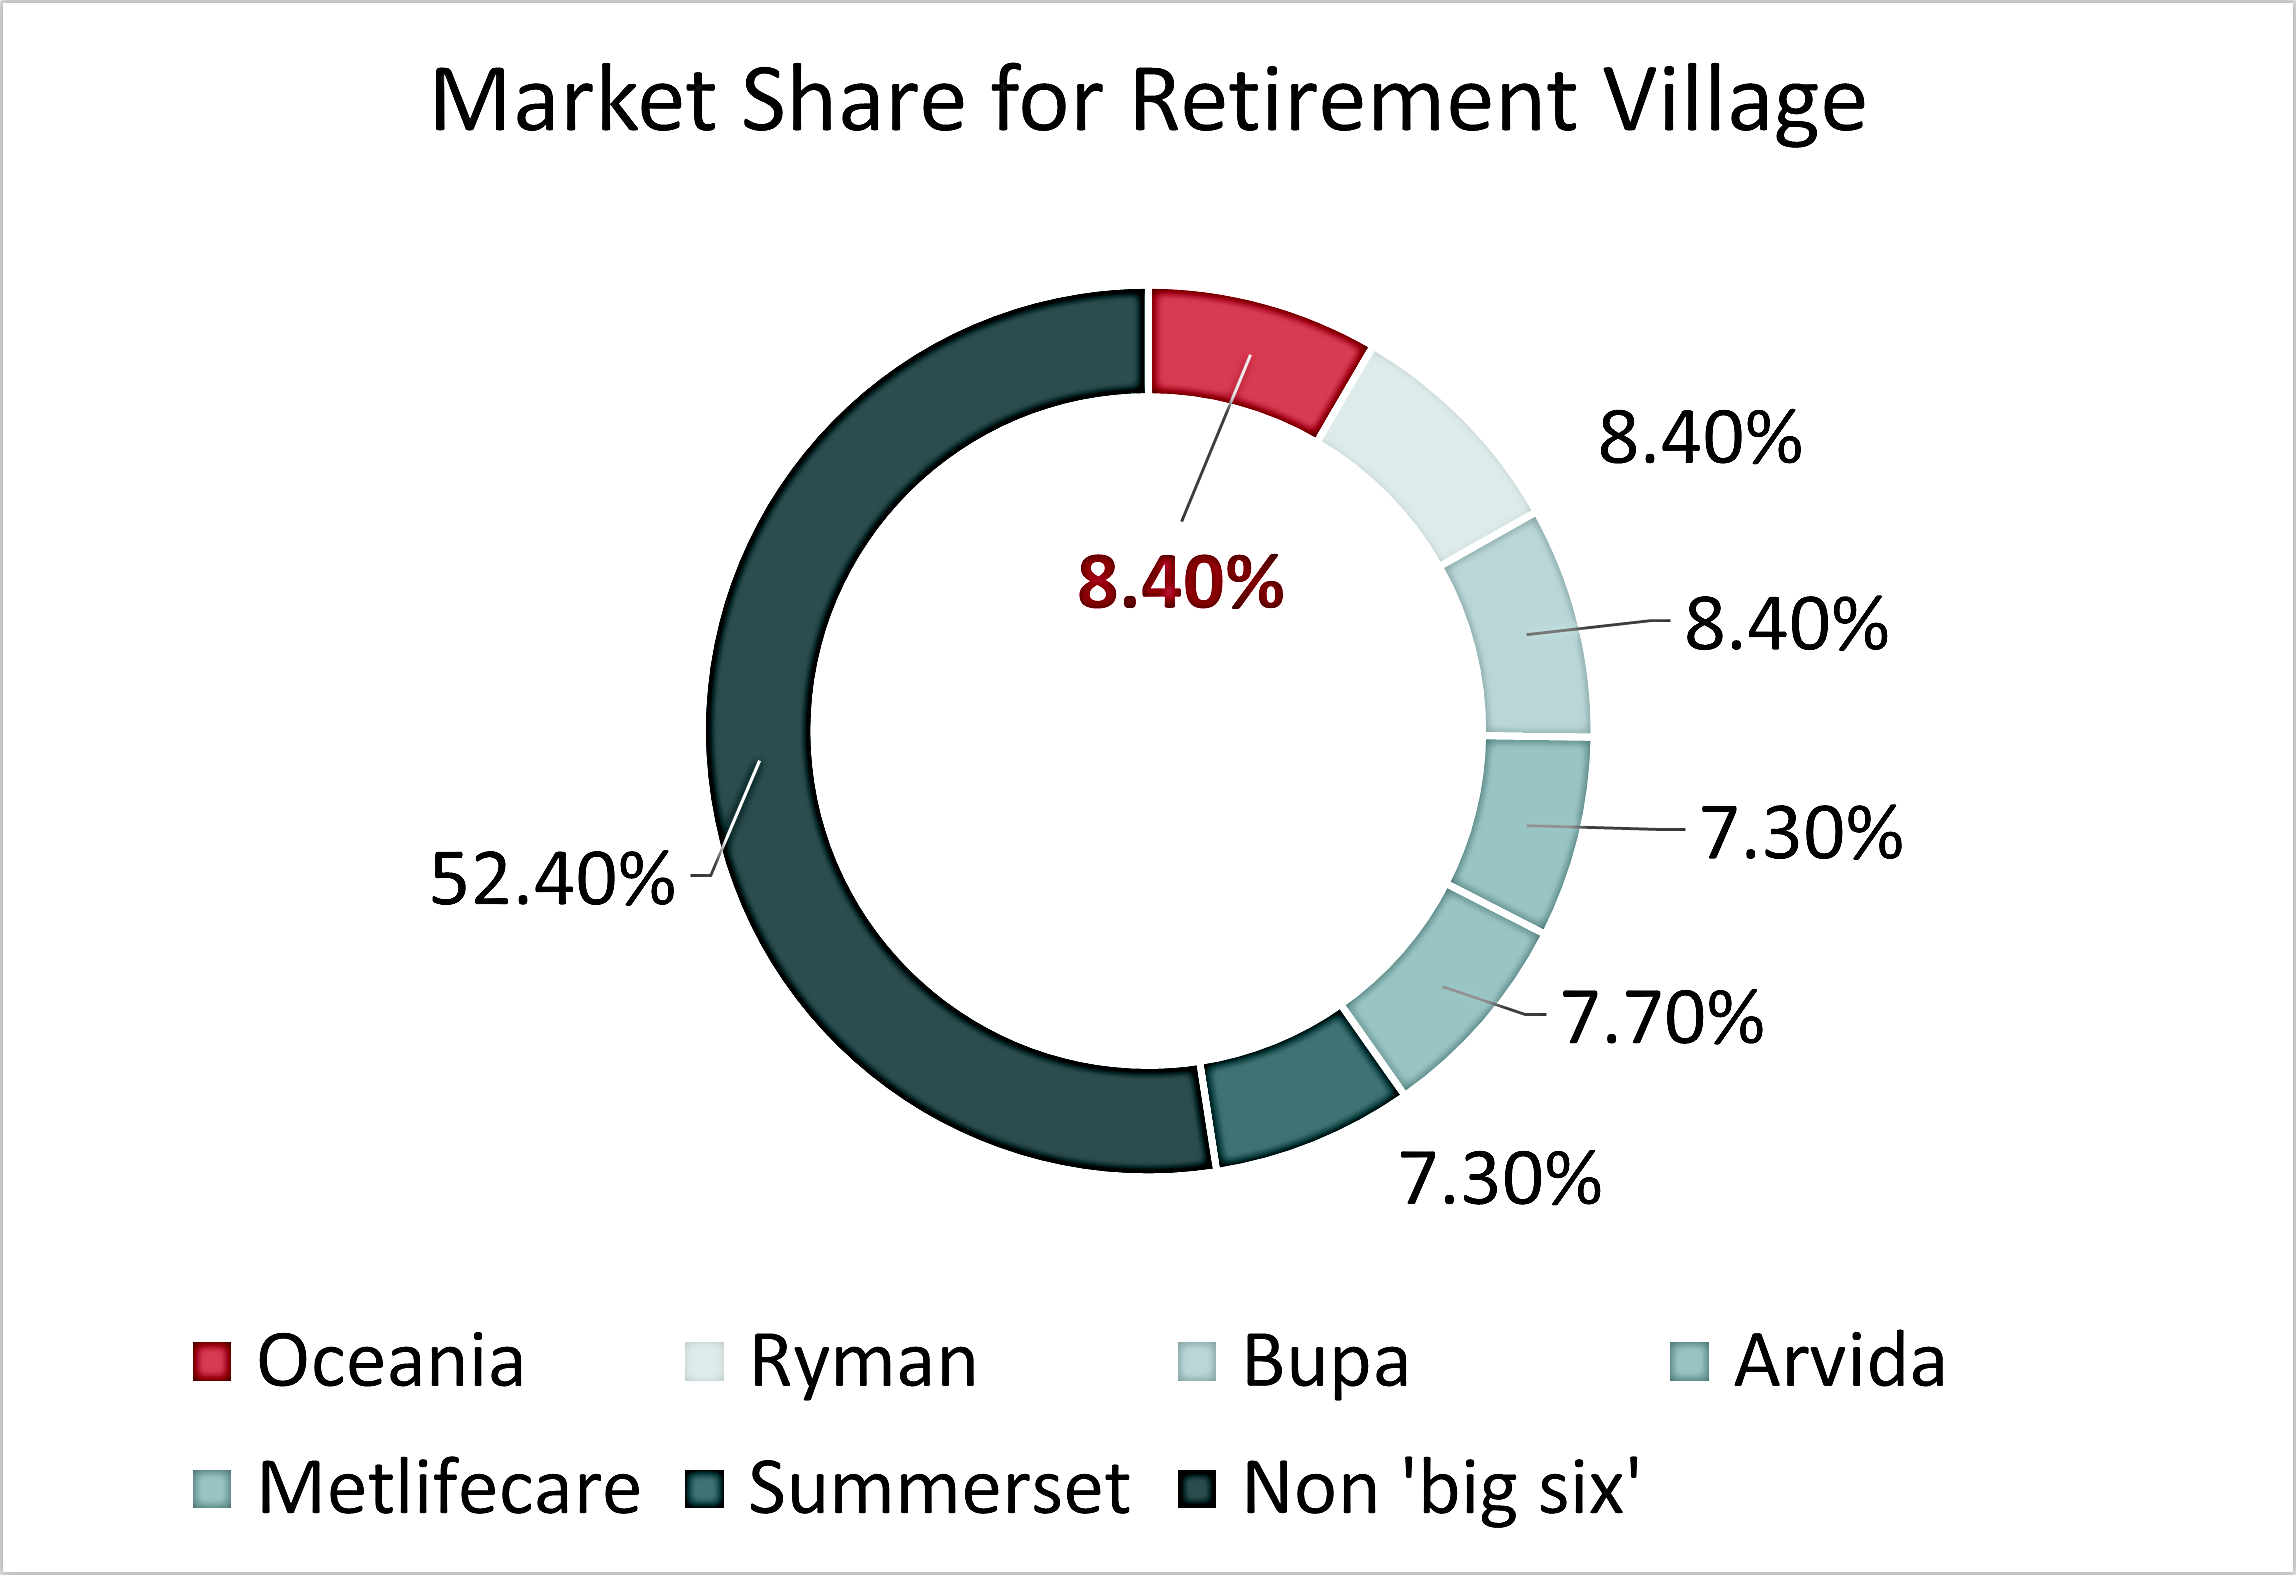 Market Share for Retirement Village
8.40%
8.40%
8.40%
7.30%
52.40%
7.70%
7.30%
Oceania
Ryman
Bupa
Arvida
Metlifecare
Summerset
Non 'big six'